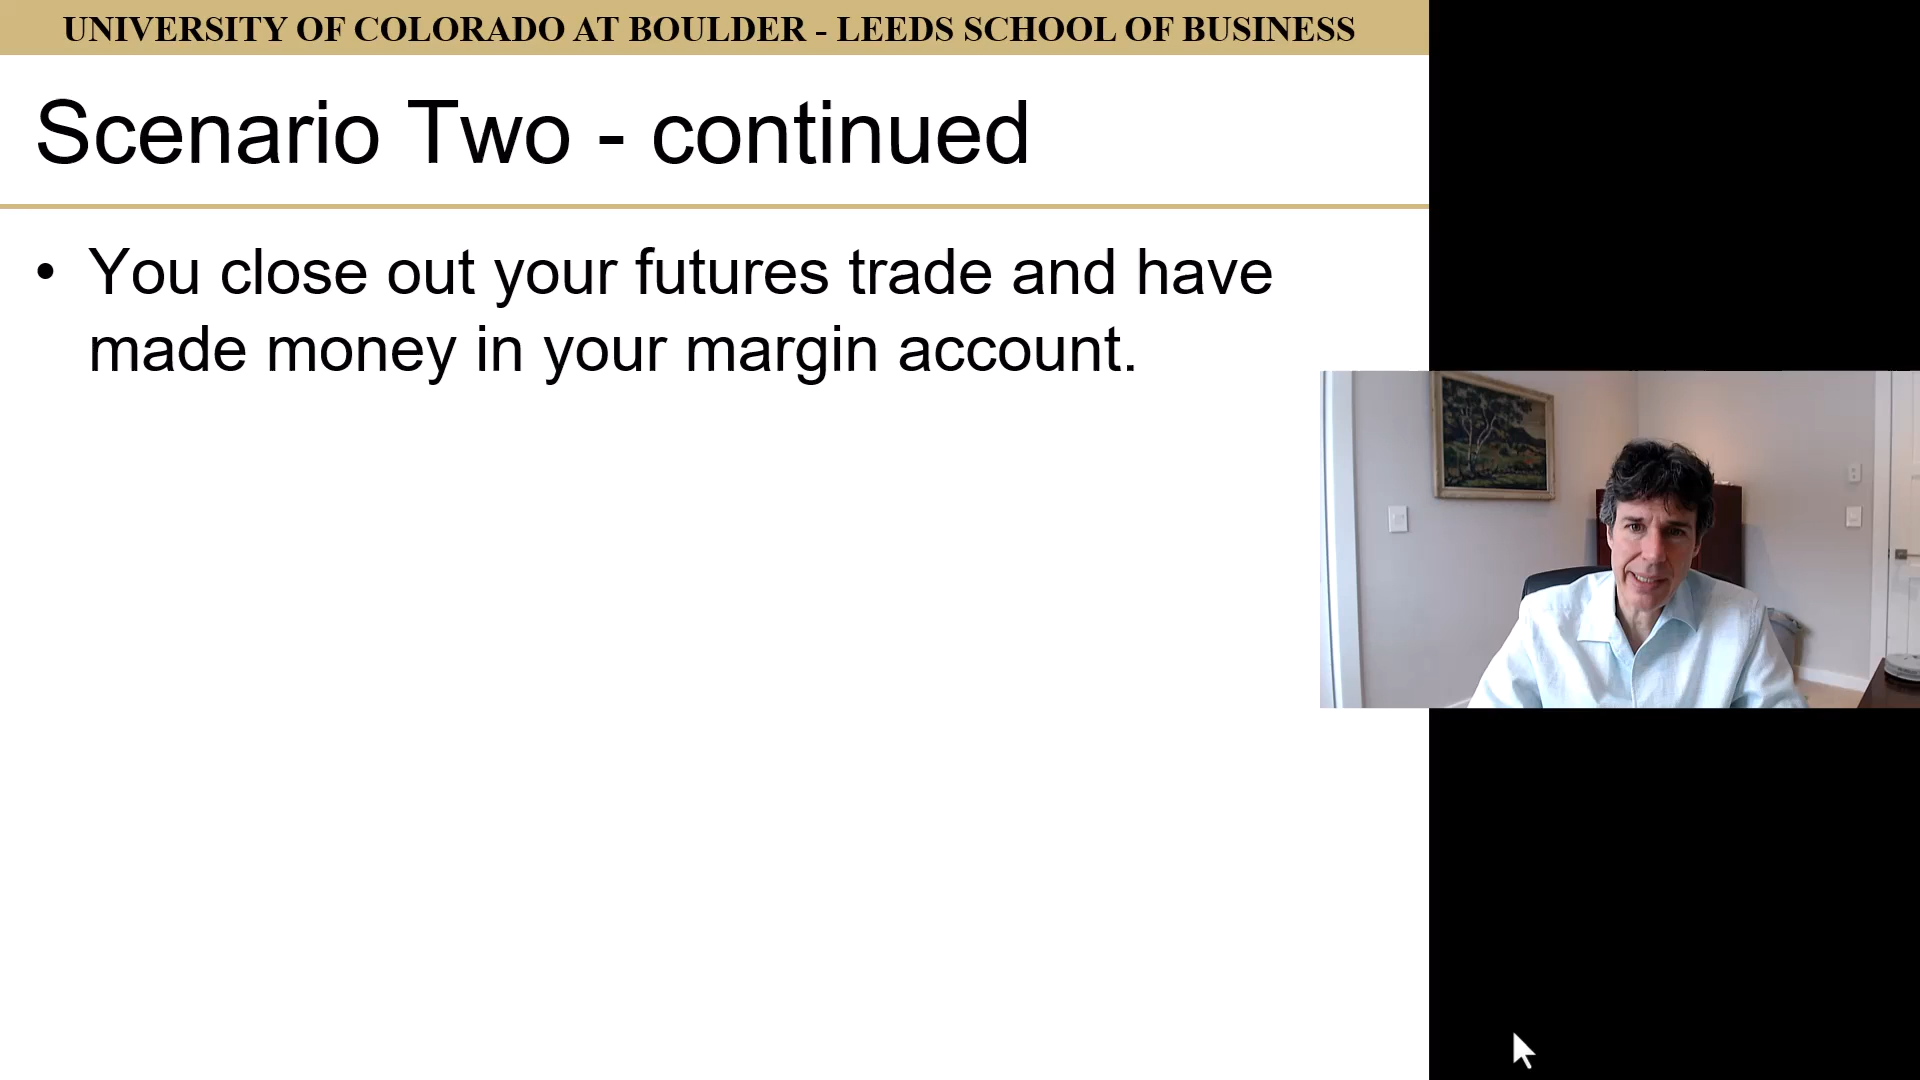 UNIVERSITY OF COLORADO AT BOULDER - LEEDS SCHOOL OF BUSINESS
Scenario Two - continued
• You close out your futures trade and have
made money in your margin account.